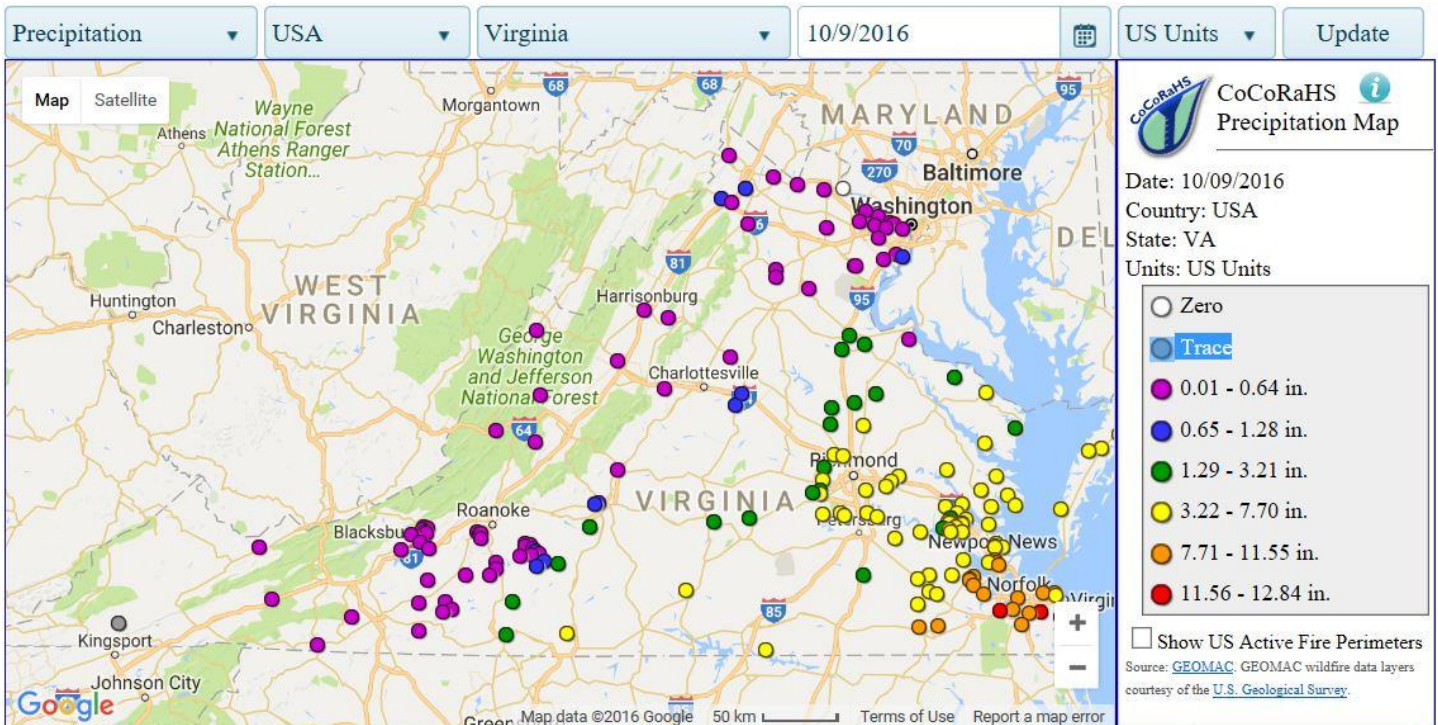 Precipitation
USA
Virginia
10/9/2016
US Units
Update
Map Satellite
Wayne
National Forest
Athens Ranger
Station...
Athens
Morgantown
68
68
95
MARYLAND
70
270
Baltimore
Washington
DEL
81
95
Huntington
Charleston
WEST
VIRGINIA
Harrisonburg
George
Washington
and Jefferson
National Forest
Charlottesville
64
VIRGINIA
Roanoke
Newport News
Norfolk
85
Kingsport
Johnson City
Google
Map data ©2016 Google 50 km Terms of Use Report a map error
+
−
CoCoRaHS
CoCoRaHS i
Precipitation Map
Date: 10/09/2016
Country: USA
State: VA
Units: US Units
Zero
Trace
0.01 - 0.64 in.
0.65 - 1.28 in.
1.29 - 3.21 in.
3.22 - 7.70 in.
7.71 - 11.55 in.
11.56 - 12.84 in.
Show US Active Fire Perimeters
Source: GEOMAC. GEOMAC wildfire data layers
courtesy of the U.S. Geological Survey.